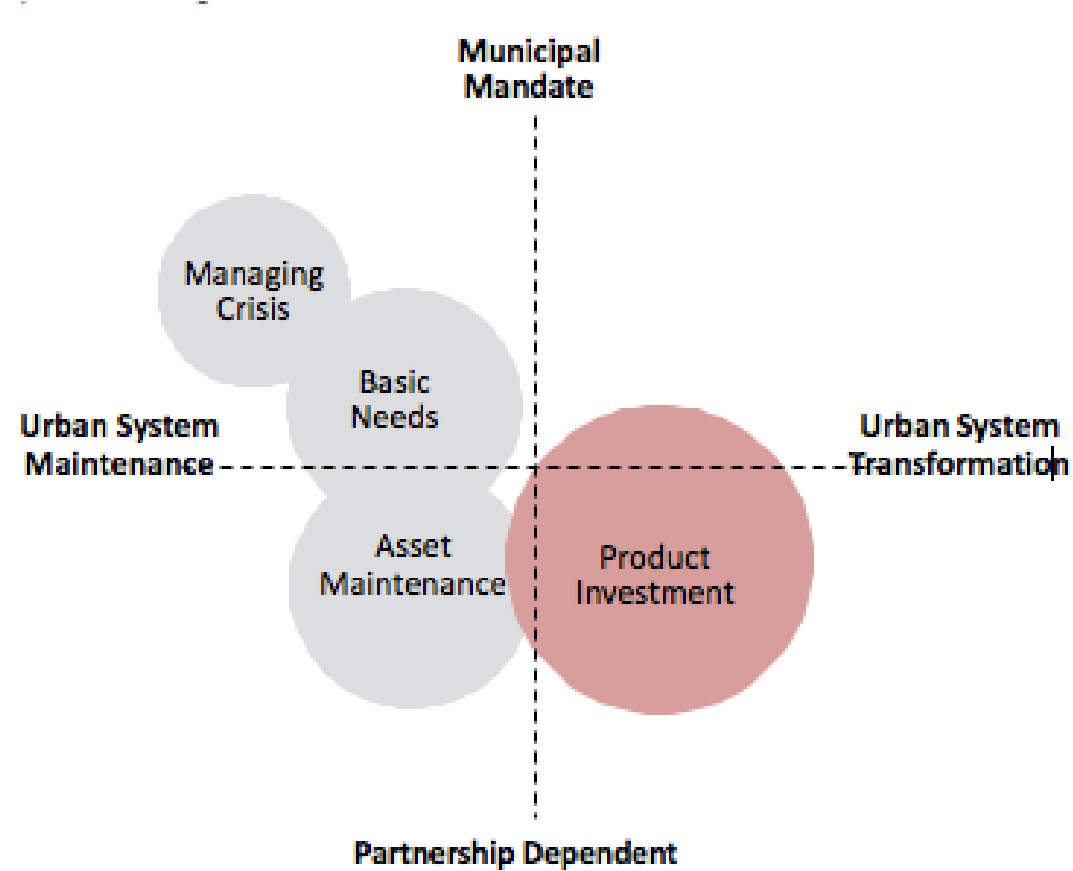 Municipal
Mandate
Managing
Crisis
Basic
Needs
Urban System
Maintenance
Urban System
Transformation
Asset
Maintenance
Product
Investment
Partnership Dependent